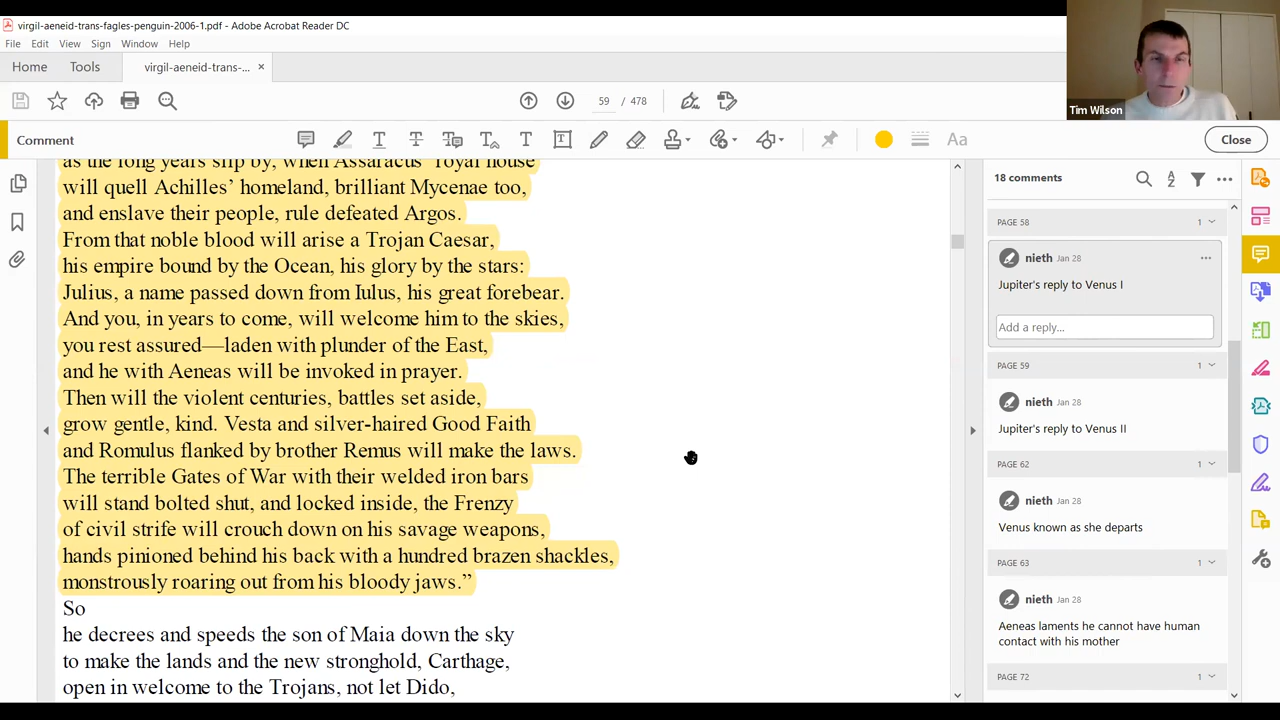 virgil-aeneid-trans-fagles-penguin-2006-1.pdf - Adobe Acrobat Reader DC
File Edit View Sign Window Help
Home Tools virgil-aeneid-trans-... ×
59 / 478
Tim Wilson
Comment
Aa
Close
as the long years slip by, when Assaracus' royal house
will quell Achilles' homeland, brilliant Mycenae too,
and enslave their people, rule defeated Argos.
From that noble blood will arise a Trojan Caesar,
his empire bound by the Ocean, his glory by the stars:
Julius, a name passed down from Iulus, his great forebear.
And you, in years to come, will welcome him to the skies,
you rest assured—laden with plunder of the East,
and he with Aeneas will be invoked in prayer.
Then will the violent centuries, battles set aside,
grow gentle, kind. Vesta and silver-haired Good Faith
and Romulus flanked by brother Remus will make the laws.
The terrible Gates of War with their welded iron bars
will stand bolted shut, and locked inside, the Frenzy
of civil strife will crouch down on his savage weapons,
hands pinioned behind his back with a hundred brazen shackles,
monstrously roaring out from his bloody jaws.”
So
he decrees and speeds the son of Maia down the sky
to make the lands and the new stronghold, Carthage,
open in welcome to the Trojans, not let Dido,
18 comments
PAGE 58 1
nieth Jan 28
Jupiter's reply to Venus I
Add a reply...
PAGE 59 1
nieth Jan 28
Jupiter's reply to Venus II
PAGE 62 1
nieth Jan 28
Venus known as she departs
PAGE 63 1
nieth Jan 28
Aeneas laments he cannot have human
contact with his mother
PAGE 72 1